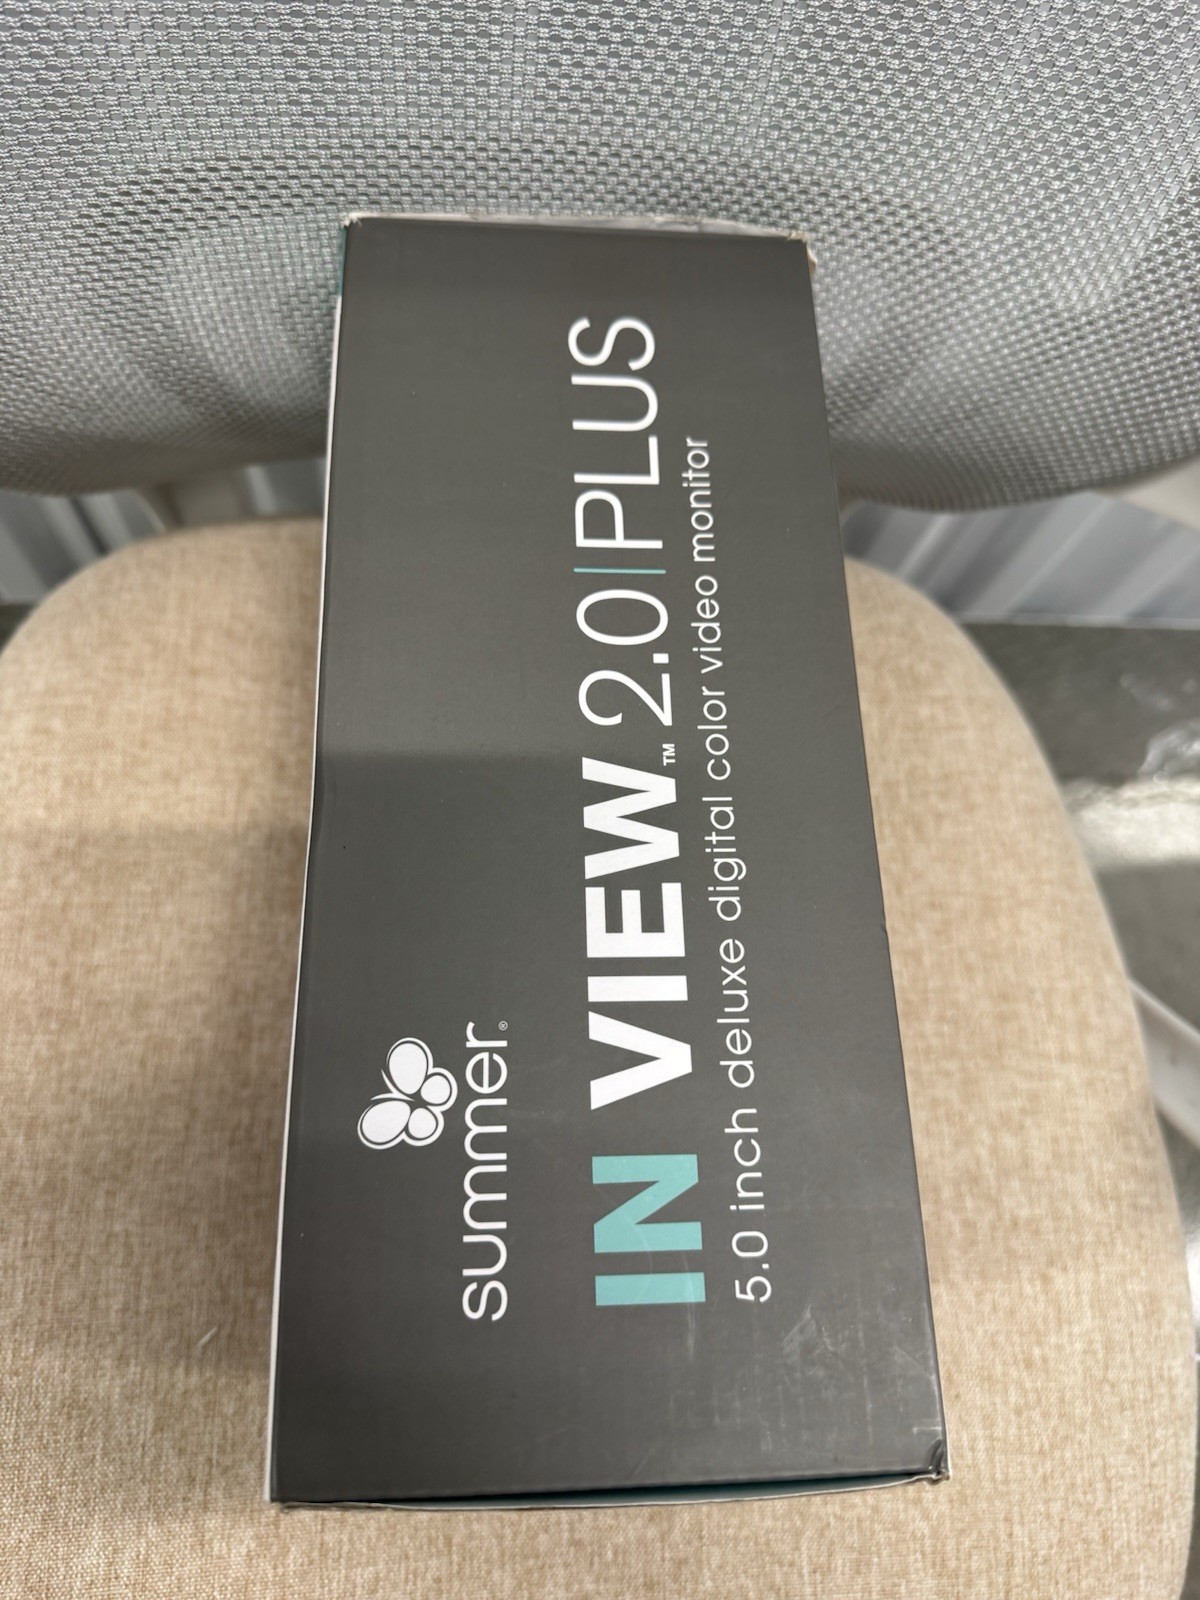 summer®
IN VIEW™ 2.0|PLUS
5.0 inch deluxe digital color video monitor